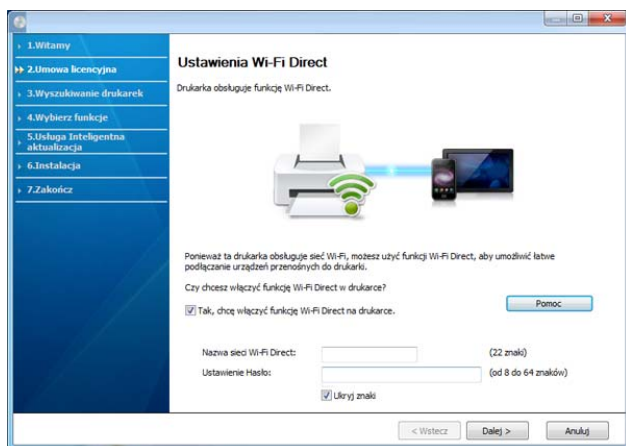 1.Witamy
2.Umowa licencyjna
3.Wyszukiwanie drukarek
4.Wybierz funkcje
5.Usługa Inteligentna
aktualizacja
6.Instalacja
7.Zakończ
Ustawienia Wi-Fi Direct
Drukarka obsługuje funkcję Wi-Fi Direct.
Ponieważ ta drukarka obsługuje sieć Wi-Fi, możesz użyć funkcji Wi-Fi Direct, aby umożliwić łatwe
podłączanie urządzeń przenośnych do drukarki.
Czy chcesz włączyć funkcję Wi-Fi Direct w drukarce?
Tak, chcę włączyć funkcję Wi-Fi Direct na drukarce.
Pomoc
Nazwa sieci Wi-Fi Direct: (22 znaki)
Ustawienie Hasło: (od 8 do 64 znaków)
Ukryj znaki
< Wstecz Dalej > Anuluj